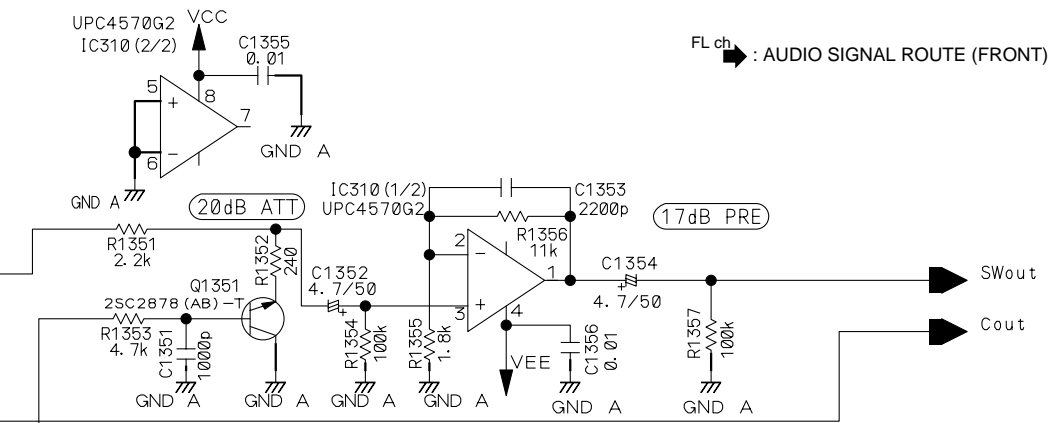 UPC4570G2
IC310 (2/2)
VCC
C1355
0.01
5
+
8
7
6
−
GND A
GND A
FL ch
: AUDIO SIGNAL ROUTE (FRONT)
20dB ATT
R1351
2.2k
R1352
240
Q1351
2SC2878 (AB) -T
R1353
4.7k
C1351
1000p
C1352
4.7/50
+
R1354
100k
R1355
1.8k
IC310 (1/2)
UPC4570G2
C1353
2200p
R1356
11k
2
−
1
+
3
4
VEE
C1356
0.01
17dB PRE
C1354
+
4.7/50
R1357
100k
SWout
Cout
GND A
GND A
GND A
GND A
GND A
GND A